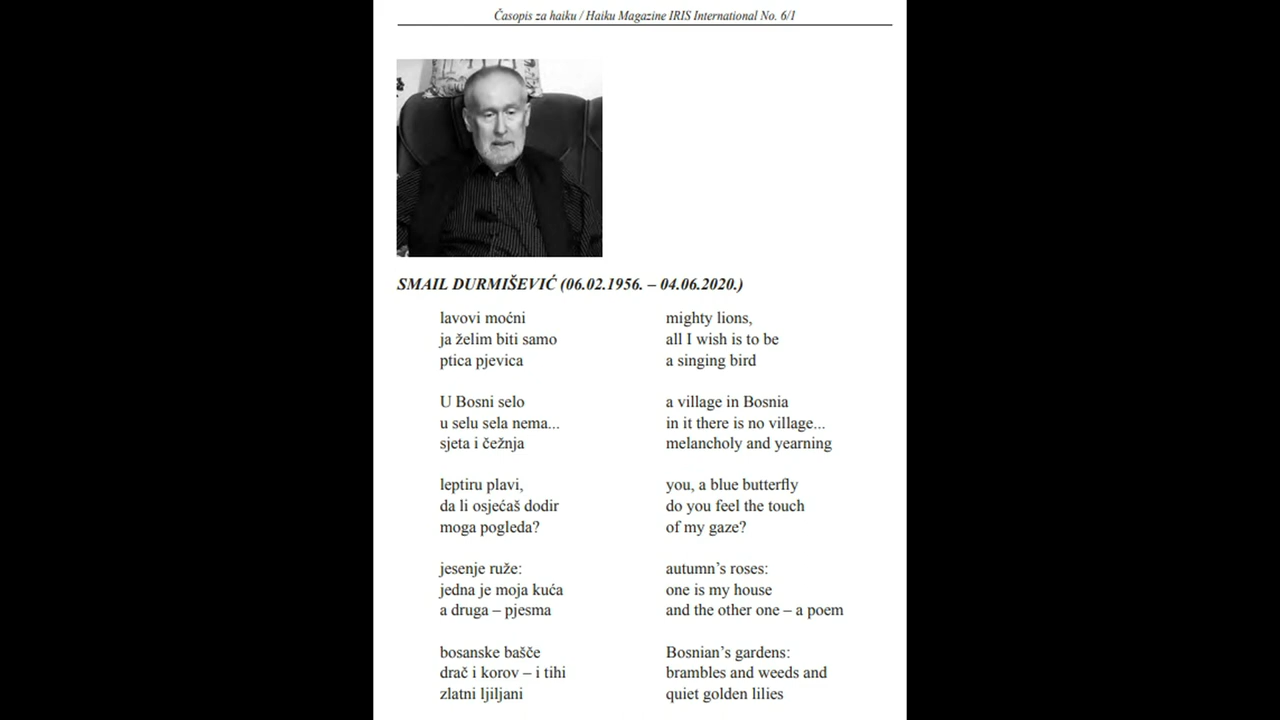 Časopis za haiku / Haiku Magazine IRIS International No. 6/1
SMAIL DURMIŠEVIĆ (06.02.1956. – 04.06.2020.)
lavovi moćni
ja želim biti samo
ptica pjevica
U Bosni selo
u selu sela nema...
sjeta i čežnja
leptiru plavi,
da li osjećaš dodir
moga pogleda?
jesenje ruže:
jedna je moja kuća
a druga – pjesma
bosanske bašče
drač i korov – i tihi
zlatni ljiljani
mighty lions,
all I wish is to be
a singing bird
a village in Bosnia
in it there is no village...
melancholy and yearning
you, a blue butterfly
do you feel the touch
of my gaze?
autumn’s roses:
one is my house
and the other one – a poem
Bosnian’s gardens:
brambles and weeds and
quiet golden lilies